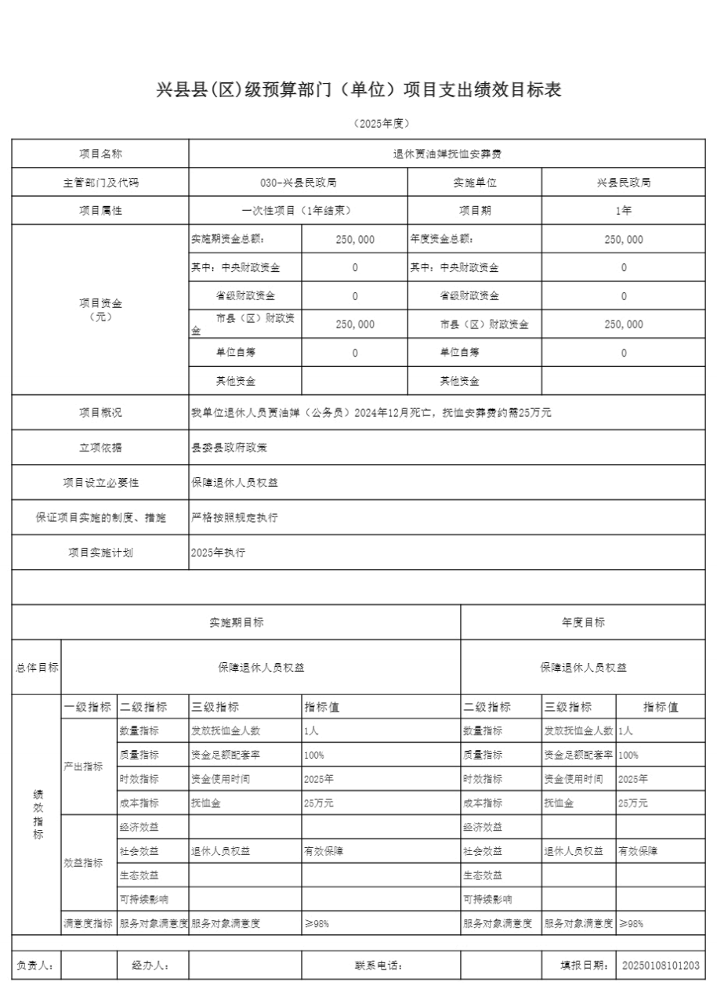 兴县县(区)级预算部门（单位）项目支出绩效目标表
（2025年度）
项目名称 退休贾油婵抚恤安葬费
主管部门及代码 030-兴县民政局 实施单位 兴县民政局
项目属性 一次性项目（1年结束） 项目期 1年
项目资金
（元）
实施期资金总额： 250,000 年度资金总额： 250,000
其中：中央财政资金 0 其中：中央财政资金 0
省级财政资金 0 省级财政资金 0
市县（区）财政资
金 250,000 市县（区）财政资金 250,000
单位自筹 0 单位自筹 0
其他资金 其他资金
项目概况 我单位退休人员贾油婵（公务员）2024年12月死亡，抚恤安葬费约需25万元
立项依据 县委县政府政策
项目设立必要性 保障退休人员权益
保证项目实施的制度、措施 严格按照规定执行
项目实施计划 2025年执行
实施期目标 年度目标
总体目标 保障退休人员权益 保障退休人员权益
绩
效
指
标
一级指标 二级指标 三级指标 指标值 二级指标 三级指标 指标值
产出指标
数量指标 发放抚恤金人数 1人 数量指标 发放抚恤金人数 1人
质量指标 资金足额配套率 100% 质量指标 资金足额配套率 100%
时效指标 资金使用时间 2025年 时效指标 资金使用时间 2025年
成本指标 抚恤金 25万元 成本指标 抚恤金 25万元
效益指标
经济效益 经济效益
社会效益 退休人员权益 有效保障 社会效益 退休人员权益 有效保障
生态效益 生态效益
可持续影响 可持续影响
满意度指标 服务对象满意度 服务对象满意度 ≥98% 服务对象满意度 服务对象满意度 ≥98%
负责人： 经办人： 联系电话： 填报日期： 20250108101203